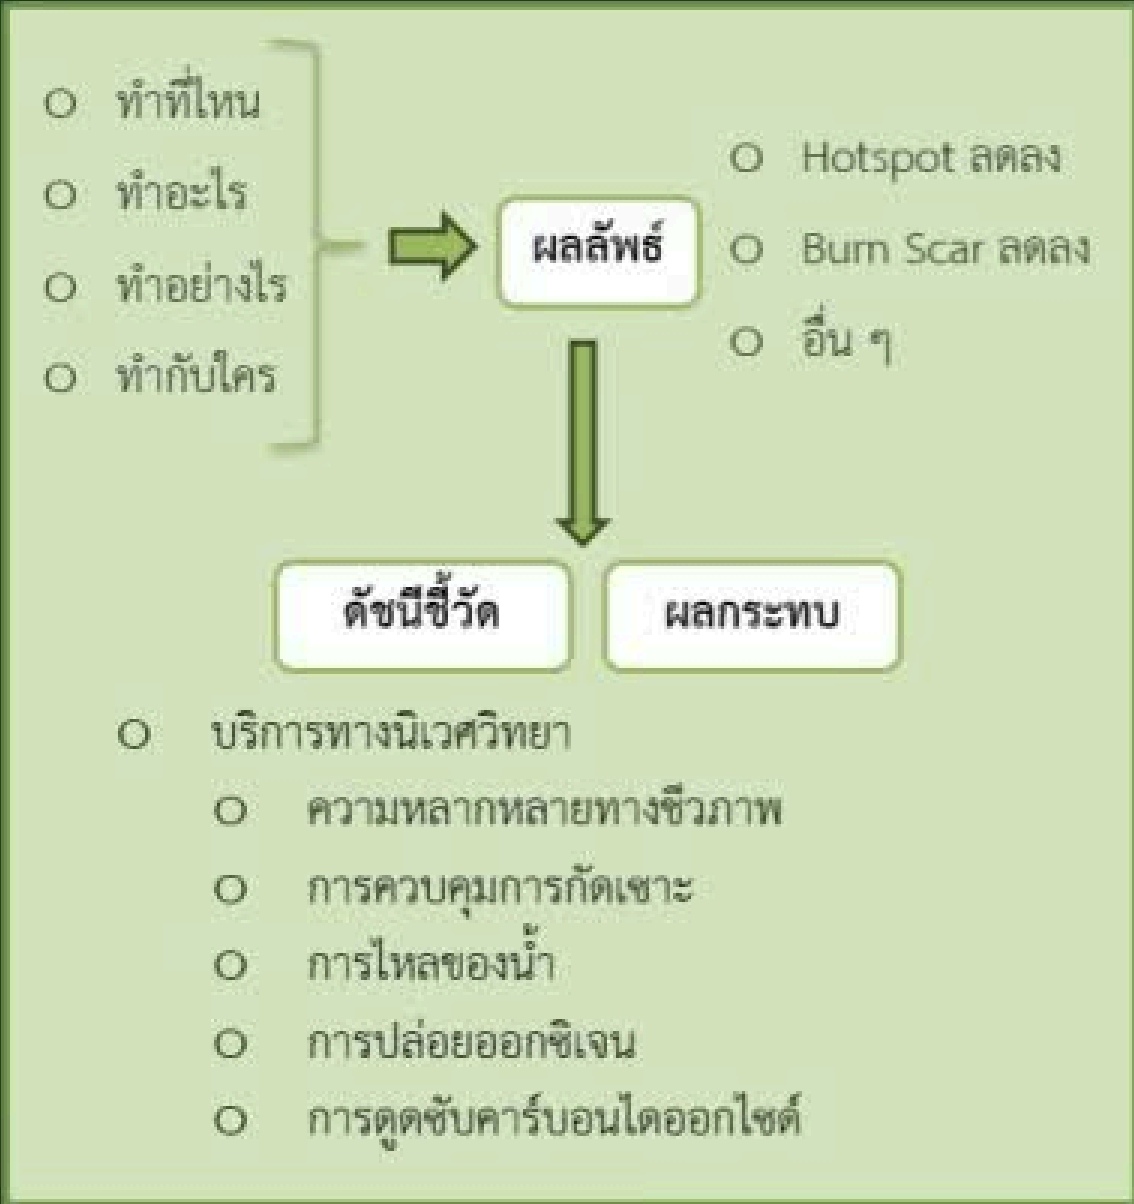 ทำที่ไหน
ทำอะไร
ทำอย่างไร
ทำกับใคร
ผลลัพธ์
Hotspot ลดลง
Burn Scar ลดลง
อื่น ๆ
ดัชนีชี้วัด
ผลกระทบ
บริการทางนิเวศวิทยา
ความหลากหลายทางชีวภาพ
การควบคุมการกัดเซาะ
การไหลของน้ำ
การปล่อยออกซิเจน
การดูดซับคาร์บอนไดออกไซด์